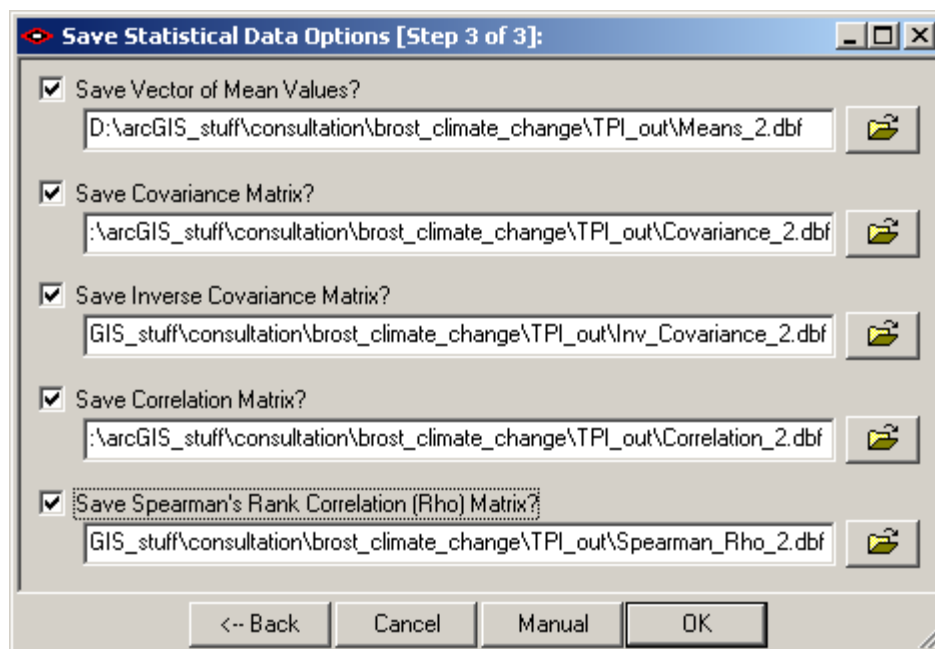 Save Statistical Data Options [Step 3 of 3]:
Save Vector of Mean Values?
D:\arcGIS_stuff\consultation\brost_climate_change\TPI_out\Means_2.dbf
Save Covariance Matrix?
:\arcGIS_stuff\consultation\brost_climate_change\TPI_out\Covariance_2.dbf
Save Inverse Covariance Matrix?
GIS_stuff\consultation\brost_climate_change\TPI_out\Inv_Covariance_2.dbf
Save Correlation Matrix?
:\arcGIS_stuff\consultation\brost_climate_change\TPI_out\Correlation_2.dbf
Save Spearman's Rank Correlation (Rho) Matrix?
GIS_stuff\consultation\brost_climate_change\TPI_out\Spearman_Rho_2.dbf
<-- Back Cancel Manual OK